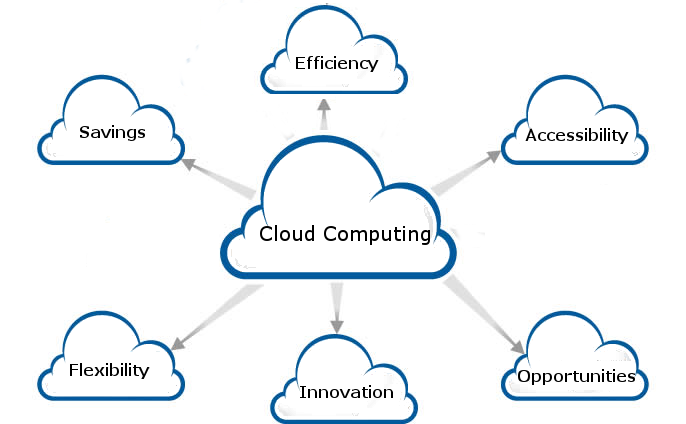 Efficiency
Savings
Accessibility
Cloud Computing
Flexibility
Innovation
Opportunities